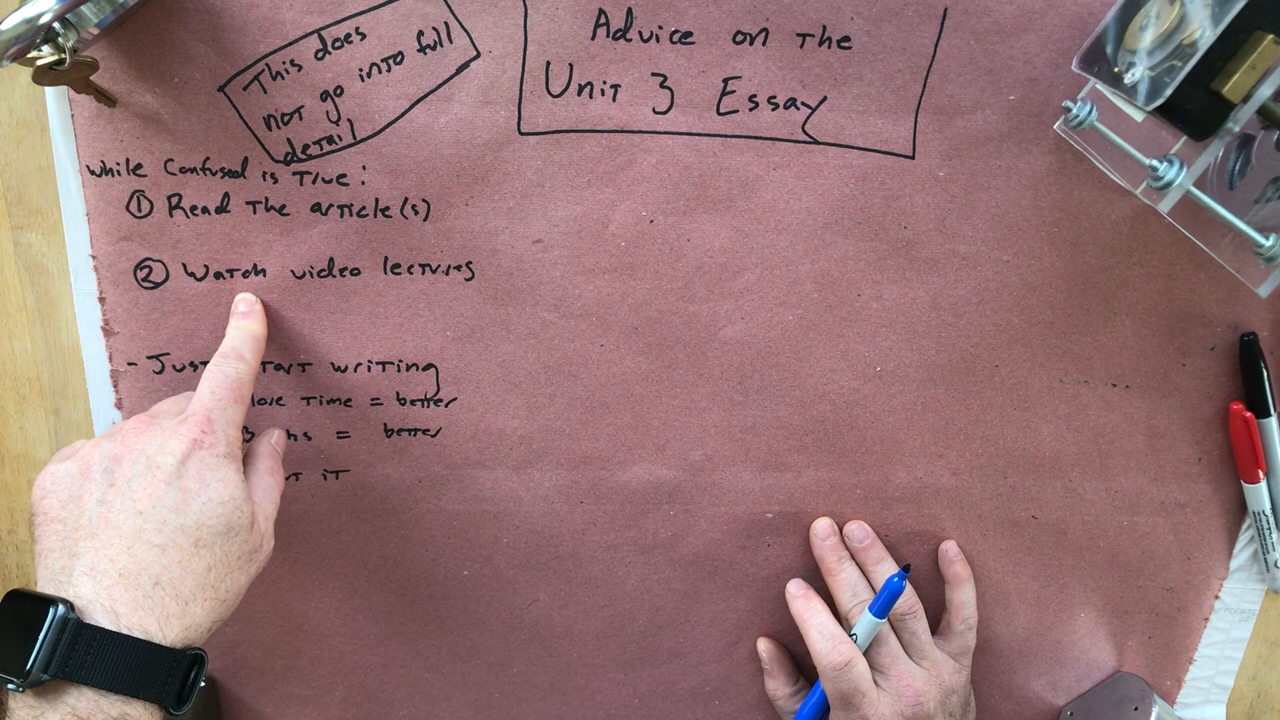 This does
not go into full
detail
Advice on The
Unit 3 Essay
while Confused is True:
① Read The article(s)
② Watch video lectures
- Just writing
Time = better
= better
it